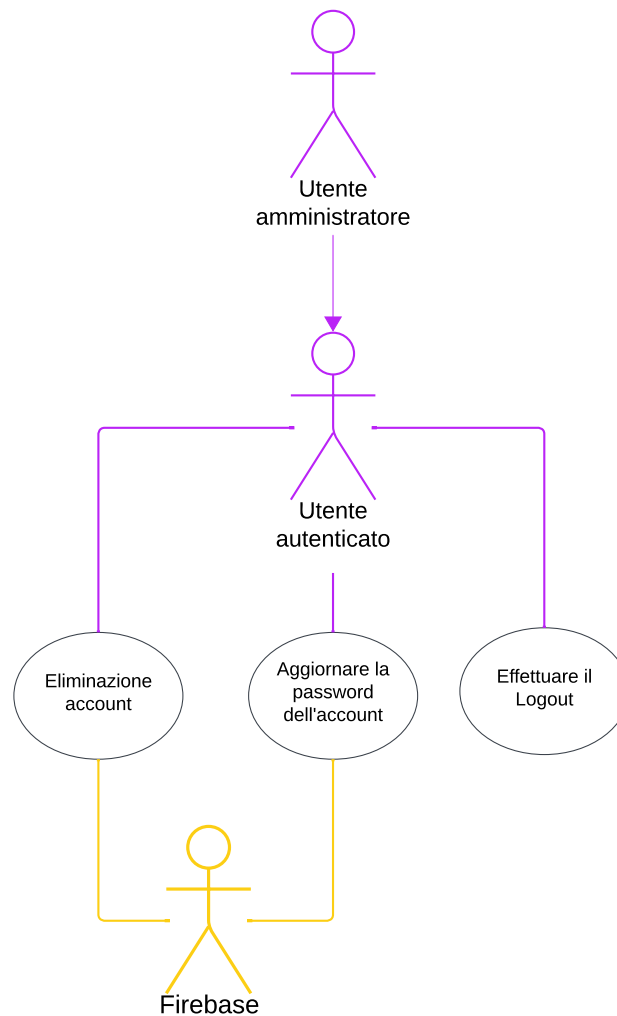 Utente
amministratore
Utente
autenticato
Eliminazione
account
Aggiornare la
password
dell'account
Effettuare il
Logout
Firebase